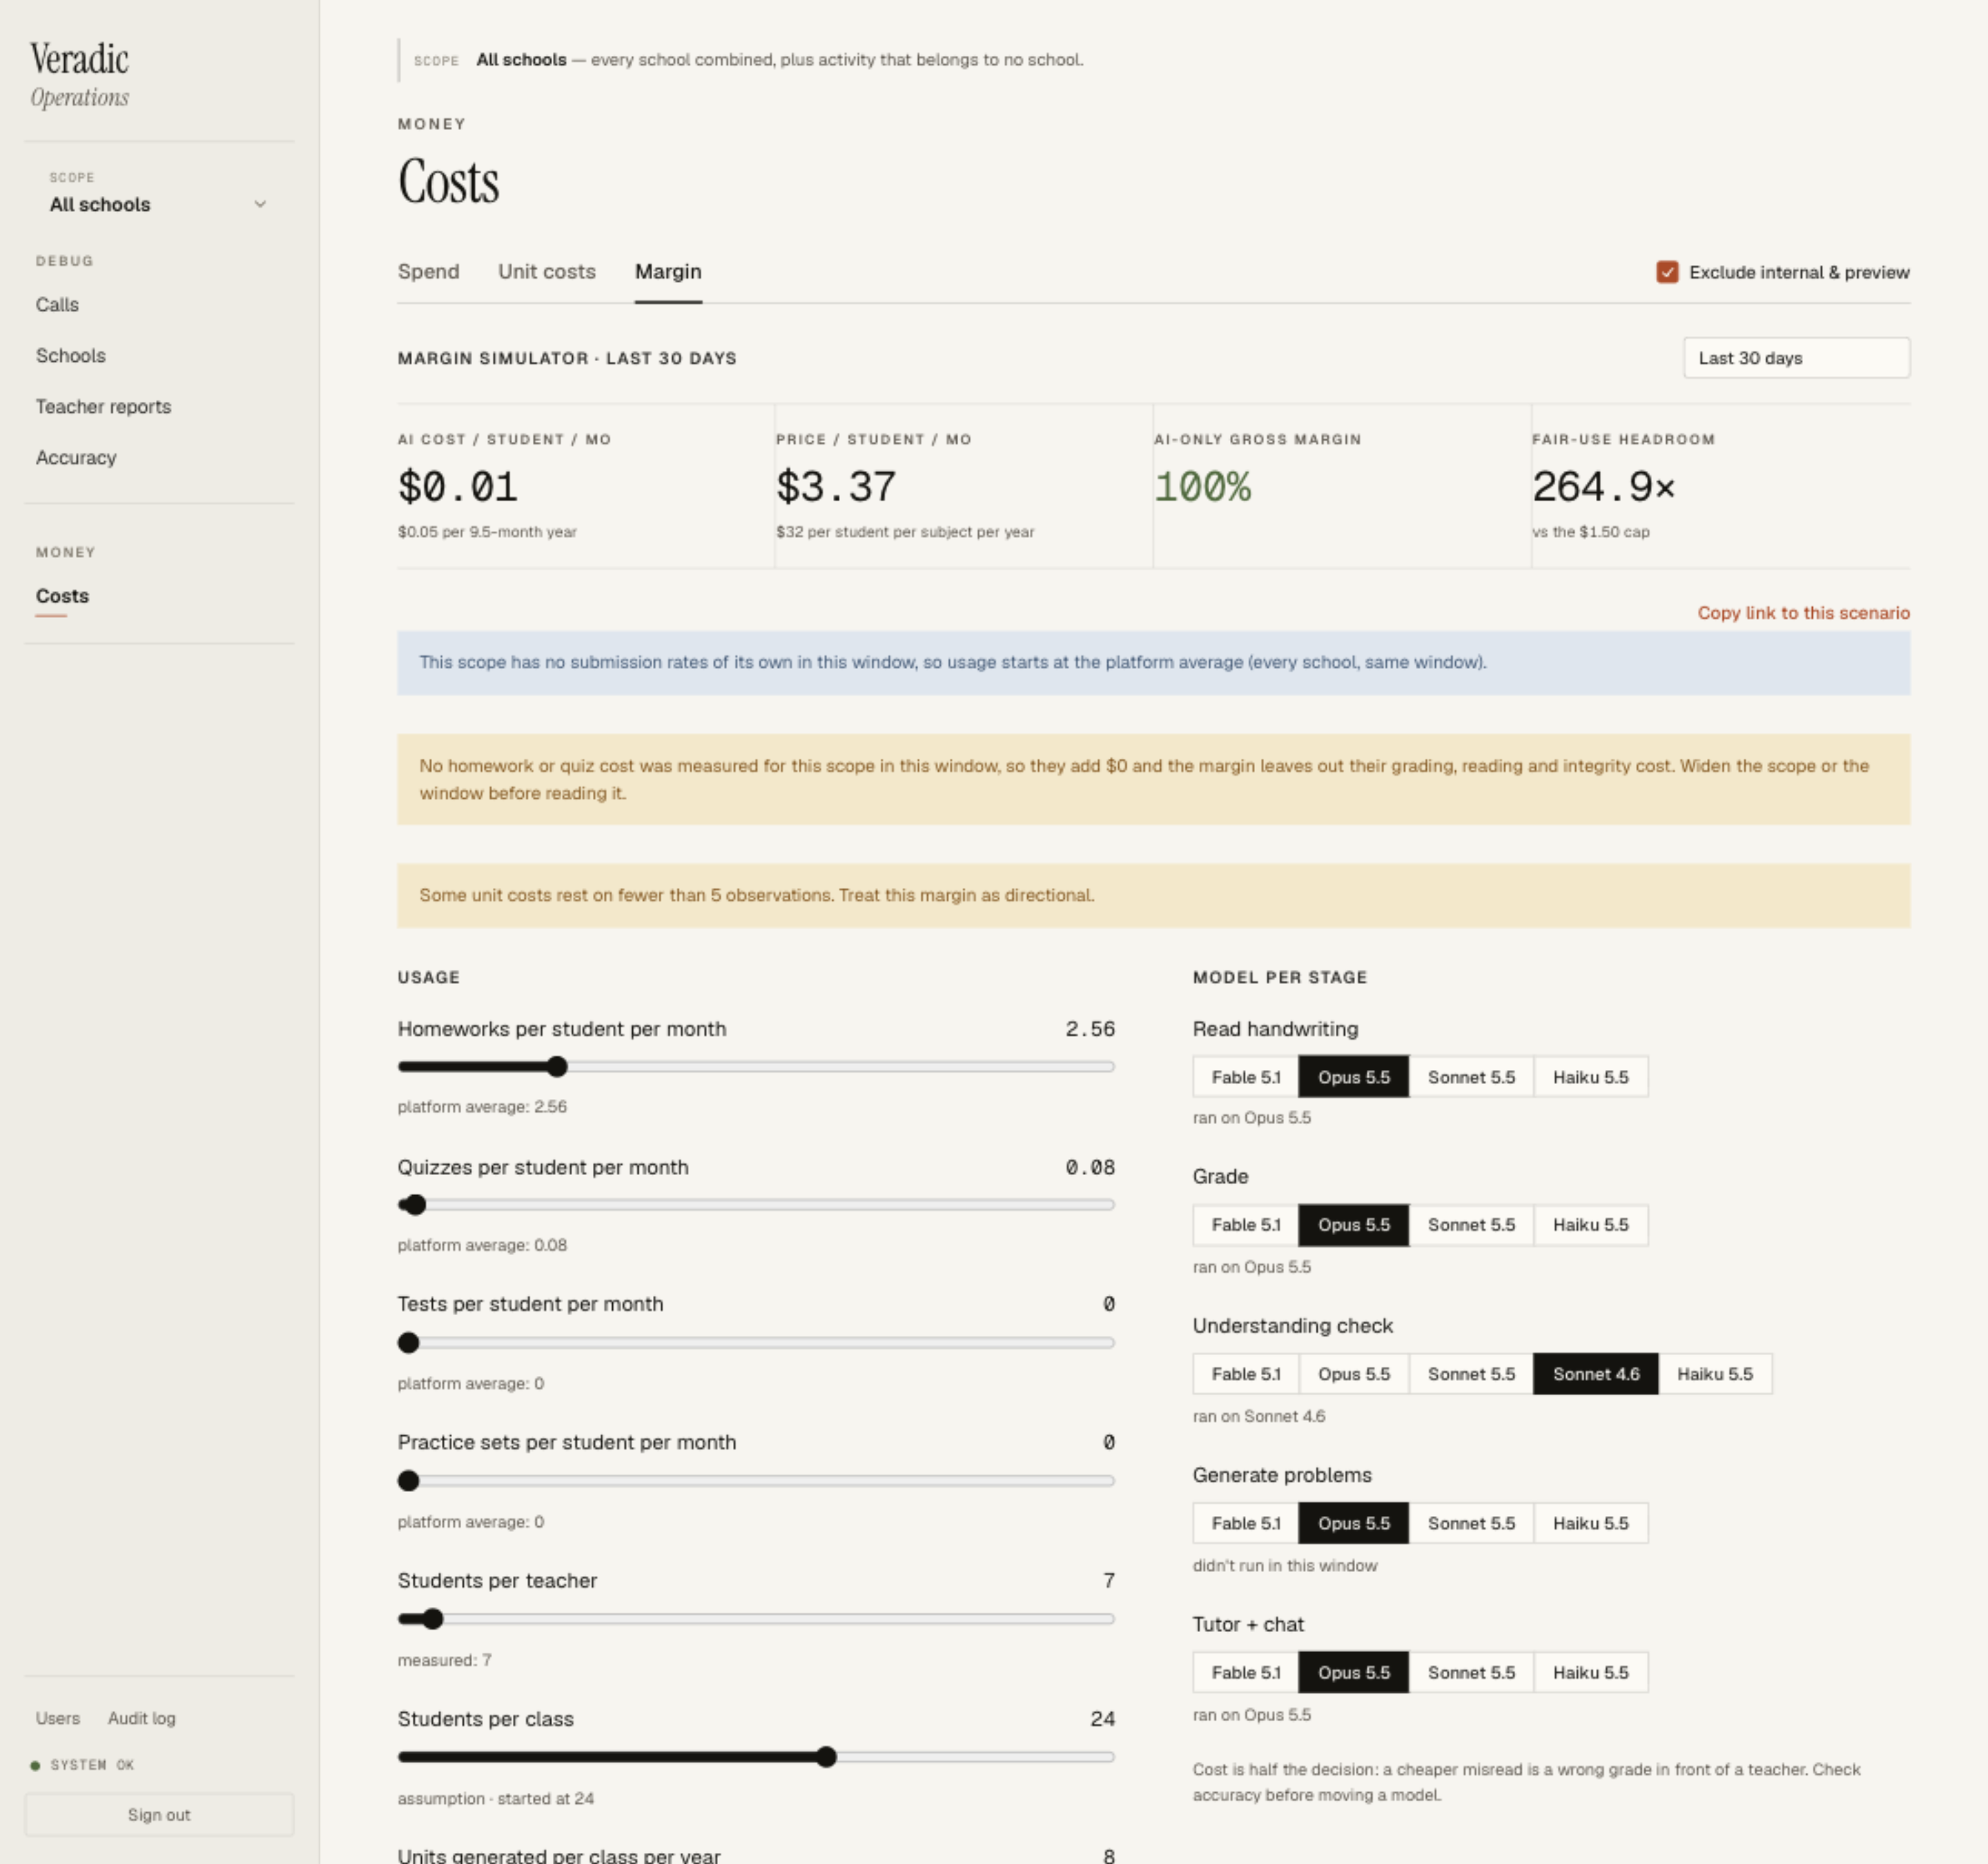 Veradic
Operations
SCOPE
All schools
DEBUG
Calls
Schools
Teacher reports
Accuracy
MONEY
Costs
Users Audit log
SYSTEM OK
Sign out
SCOPE All schools — every school combined, plus activity that belongs to no school.
MONEY
Costs
Spend Unit costs Margin
Exclude internal & preview
MARGIN SIMULATOR · LAST 30 DAYS
Last 30 days
AI COST / STUDENT / MO
$0.01
$0.05 per 9.5-month year
PRICE / STUDENT / MO
$3.37
$32 per student per subject per year
AI-ONLY GROSS MARGIN
100%
FAIR-USE HEADROOM
264.9×
vs the $1.50 cap
Copy link to this scenario
This scope has no submission rates of its own in this window, so usage starts at the platform average (every school, same window).
No homework or quiz cost was measured for this scope in this window, so they add $0 and the margin leaves out their grading, reading and integrity cost. Widen the scope or the
window before reading it.
Some unit costs rest on fewer than 5 observations. Treat this margin as directional.
USAGE
Homeworks per student per month 2.56
platform average: 2.56
Quizzes per student per month 0.08
platform average: 0.08
Tests per student per month 0
platform average: 0
Practice sets per student per month 0
platform average: 0
Students per teacher 7
measured: 7
Students per class 24
assumption · started at 24
Units generated per class per year 8
MODEL PER STAGE
Read handwriting
Fable 5.1 Opus 5.5 Sonnet 5.5 Haiku 5.5
ran on Opus 5.5
Grade
Fable 5.1 Opus 5.5 Sonnet 5.5 Haiku 5.5
ran on Opus 5.5
Understanding check
Fable 5.1 Opus 5.5 Sonnet 5.5 Sonnet 4.6 Haiku 5.5
ran on Sonnet 4.6
Generate problems
Fable 5.1 Opus 5.5 Sonnet 5.5 Haiku 5.5
didn't run in this window
Tutor + chat
Fable 5.1 Opus 5.5 Sonnet 5.5 Haiku 5.5
ran on Opus 5.5
Cost is half the decision: a cheaper misread is a wrong grade in front of a teacher. Check
accuracy before moving a model.